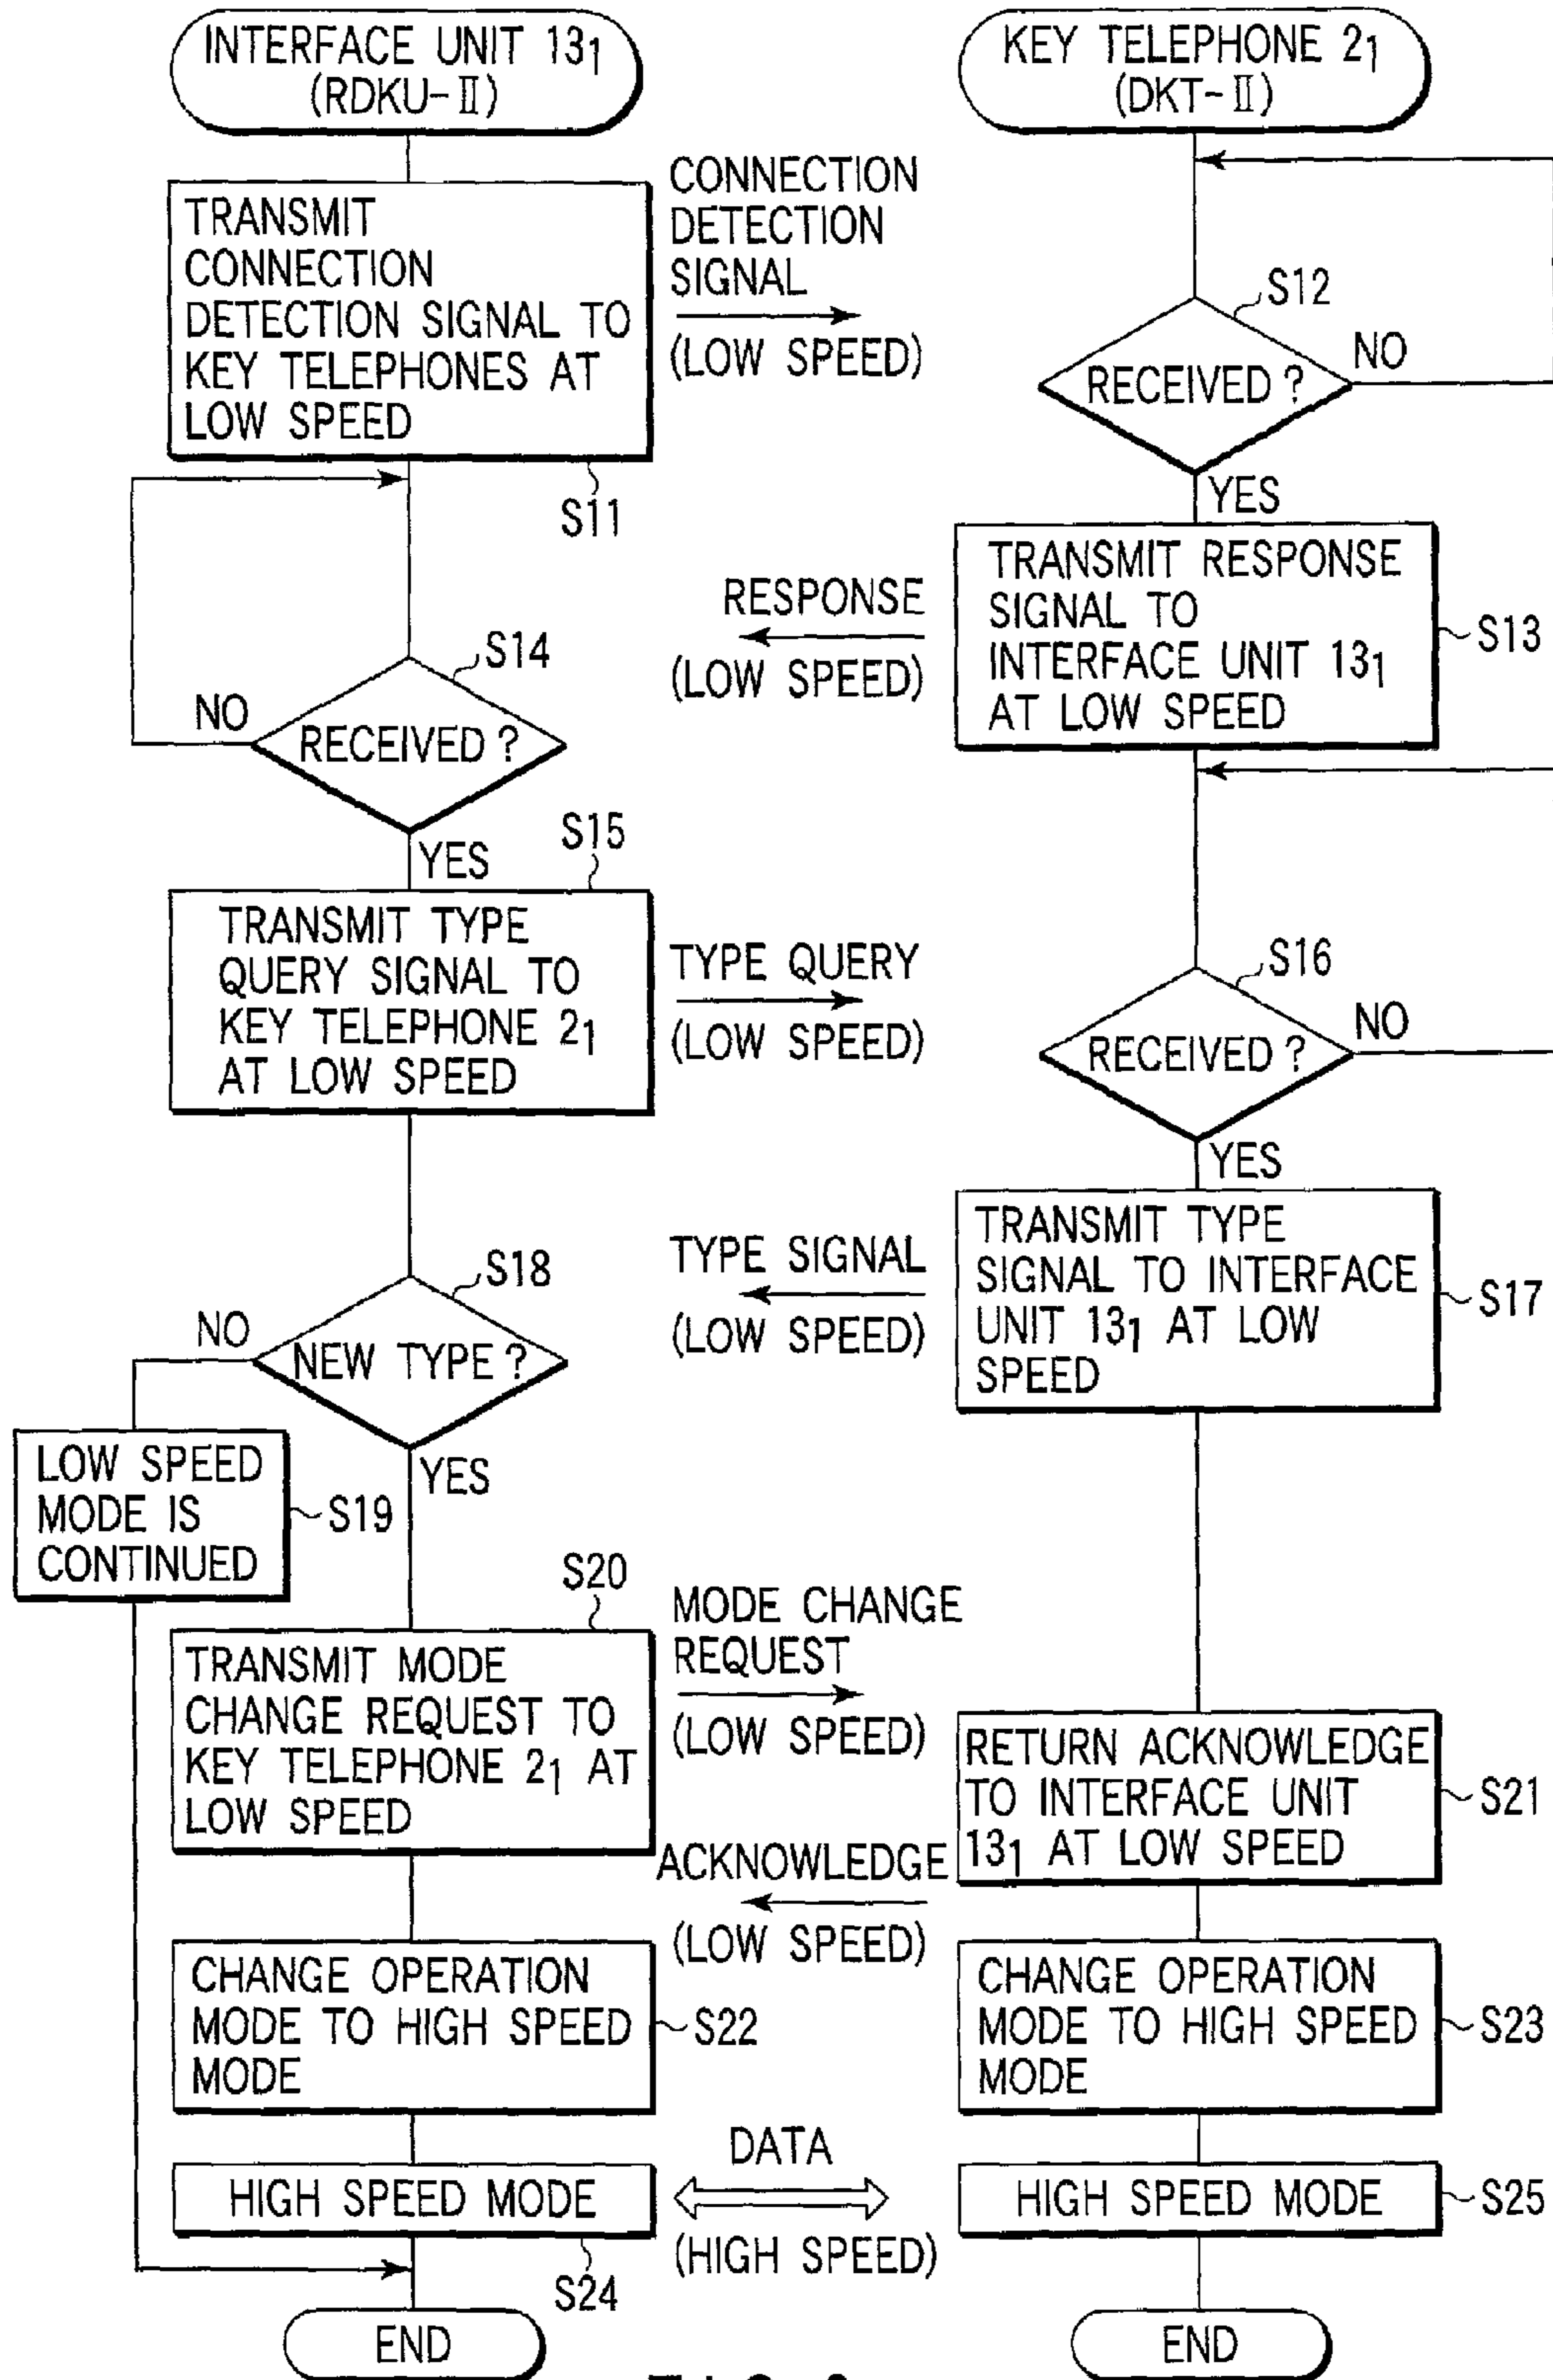 INTERFACE UNIT 13₁
(RDKU-Ⅱ)
KEY TELEPHONE 2₁
(DKT-Ⅱ)
TRANSMIT
CONNECTION
DETECTION SIGNAL TO
KEY TELEPHONES AT
LOW SPEED
S11
CONNECTION
DETECTION
SIGNAL
(LOW SPEED)
S12
RECEIVED?
NO
YES
TRANSMIT RESPONSE
SIGNAL TO
INTERFACE UNIT 13₁
AT LOW SPEED
S13
RESPONSE
(LOW SPEED)
S14
NO
RECEIVED?
YES
S15
TRANSMIT TYPE
QUERY SIGNAL TO
KEY TELEPHONE 2₁
AT LOW SPEED
TYPE QUERY
(LOW SPEED)
S16
RECEIVED?
NO
YES
TRANSMIT TYPE
SIGNAL TO INTERFACE
UNIT 13₁ AT LOW
SPEED
S17
TYPE SIGNAL
(LOW SPEED)
S18
NO
NEW TYPE?
YES
LOW SPEED
MODE IS
CONTINUED
S19
S20
TRANSMIT MODE
CHANGE REQUEST TO
KEY TELEPHONE 2₁ AT
LOW SPEED
MODE CHANGE
REQUEST
(LOW SPEED)
RETURN ACKNOWLEDGE
TO INTERFACE UNIT
13₁ AT LOW SPEED
S21
ACKNOWLEDGE
(LOW SPEED)
CHANGE OPERATION
MODE TO HIGH SPEED
MODE
S22
CHANGE OPERATION
MODE TO HIGH SPEED
MODE
S23
HIGH SPEED MODE
S24
DATA
(HIGH SPEED)
HIGH SPEED MODE
S25
END
END